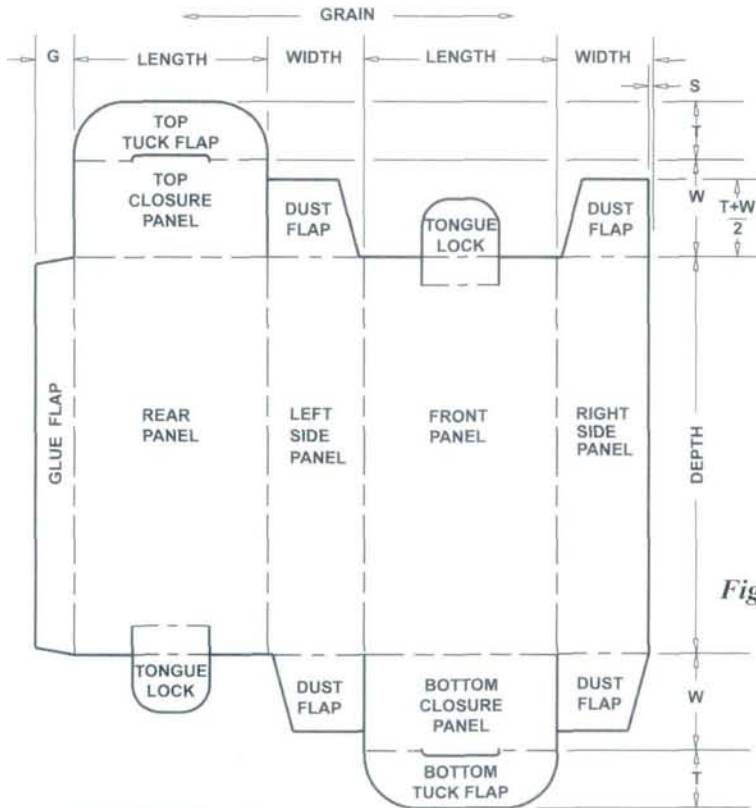 GRAIN
G
LENGTH
WIDTH
LENGTH
WIDTH
S
TOP
TUCK FLAP
T
TOP
CLOSURE
PANEL
DUST
FLAP
TONGUE
LOCK
DUST
FLAP
W
T+W
2
GLUE FLAP
REAR
PANEL
LEFT
SIDE
PANEL
FRONT
PANEL
RIGHT
SIDE
PANEL
DEPTH
Fig
TONGUE
LOCK
DUST
FLAP
BOTTOM
CLOSURE
PANEL
DUST
FLAP
W
BOTTOM
TUCK FLAP
T